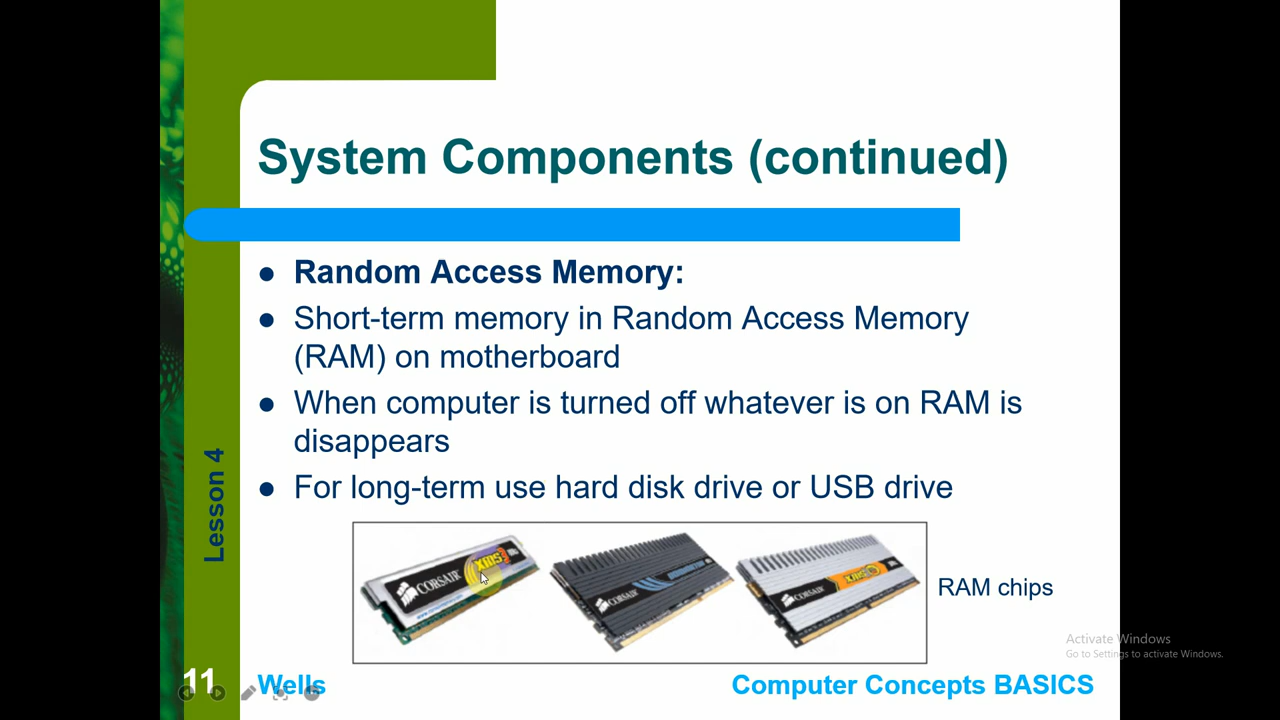 System Components (continued)
Random Access Memory:
Short-term memory in Random Access Memory
(RAM) on motherboard
When computer is turned off whatever is on RAM is
disappears
For long-term use hard disk drive or USB drive
Lesson 4
CORSAIR XMS
CORSAIR
CORSAIR XMS
RAM chips
Activate Windows
Go to Settings to activate Windows.
11
Wells
Computer Concepts BASICS